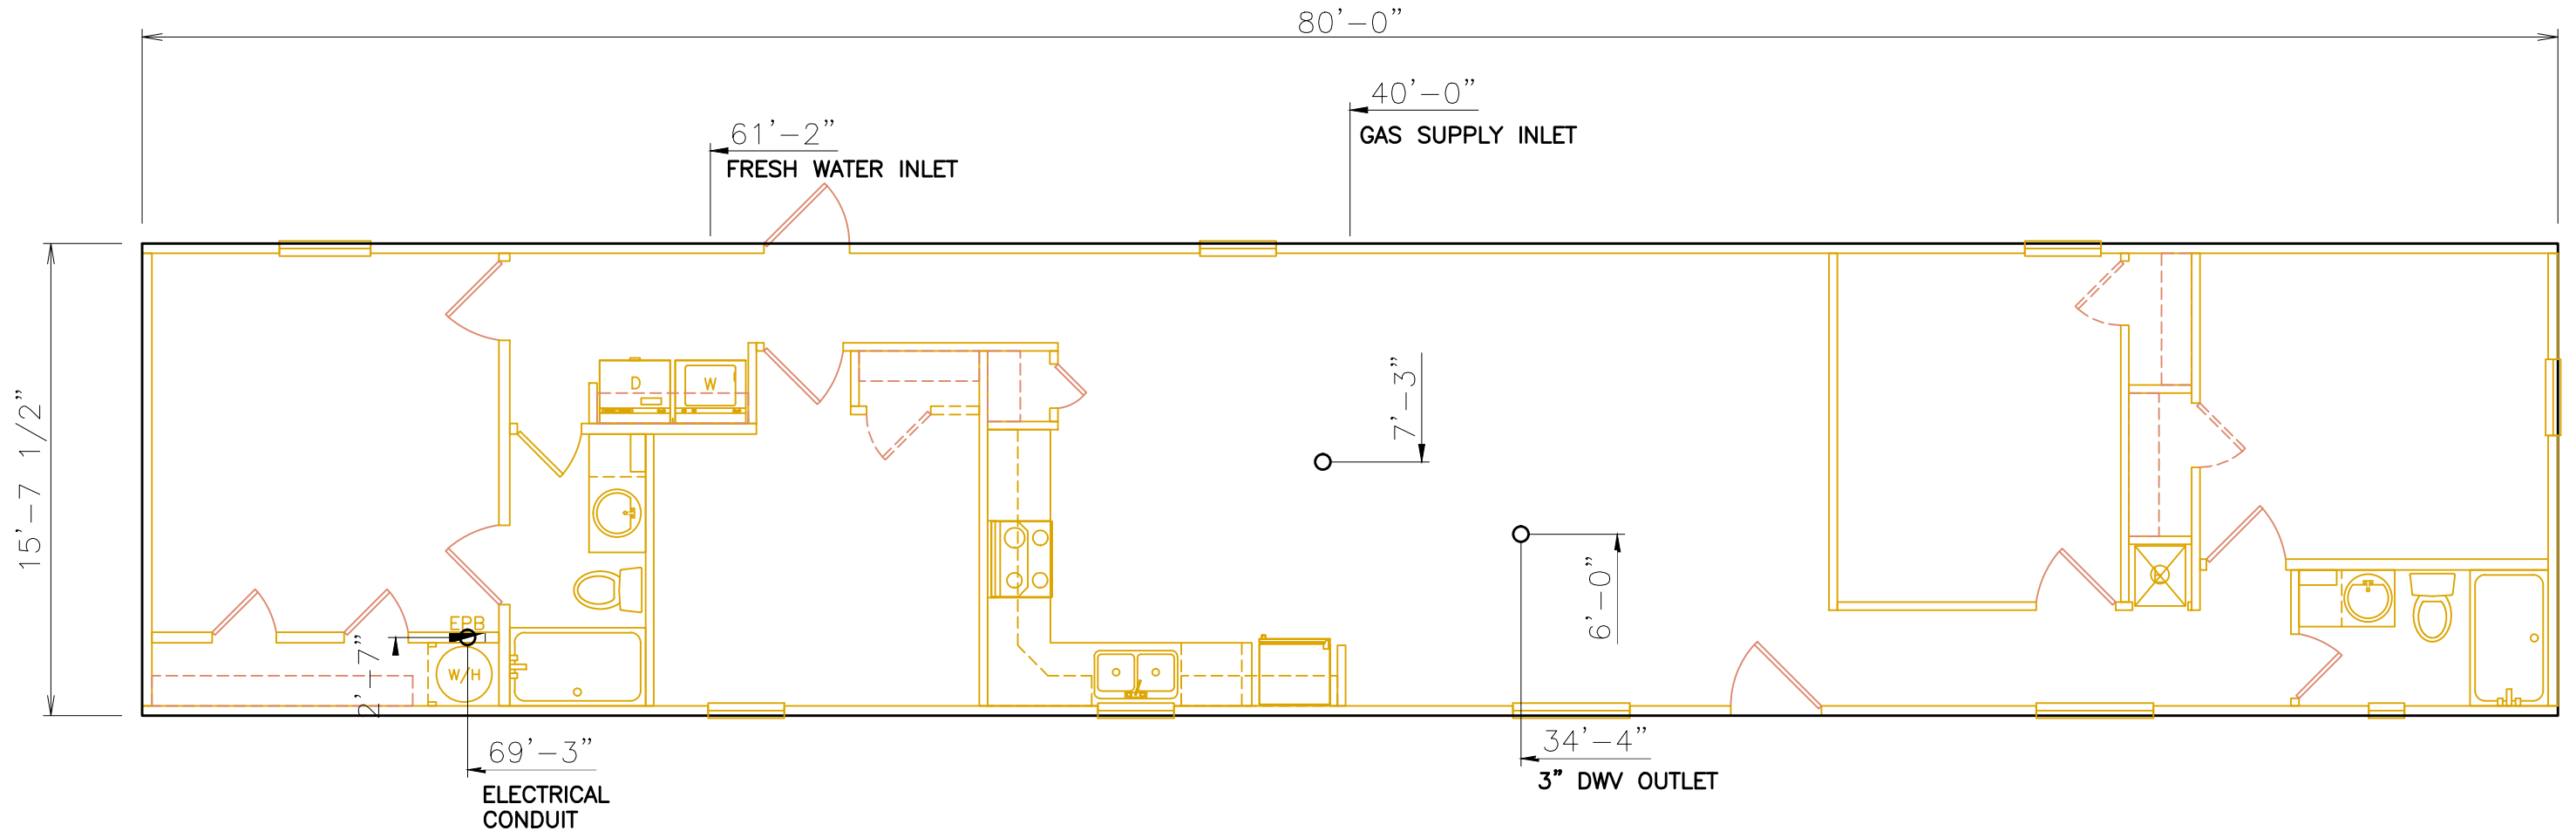 80'-0"
40'-0"
GAS SUPPLY INLET
61'-2"
FRESH WATER INLET
15'-7 1/2"
D
W
7'-3"
6'-0"
EPB
W/H
2'-7"
69'-3"
ELECTRICAL
CONDUIT
34'-4"
3" DWV OUTLET